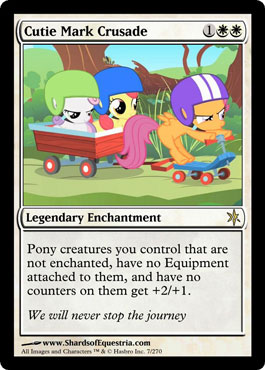 Cutie Mark Crusade 1
Legendary Enchantment
Pony creatures you control that
are not enchanted, have no Equipment
attached to them, and have no
counters on them get +2/+1.
We will never stop the journey
www.ShardsofEquestria.com
All Images and Characters ™ & © Hasbro Inc. 7/270